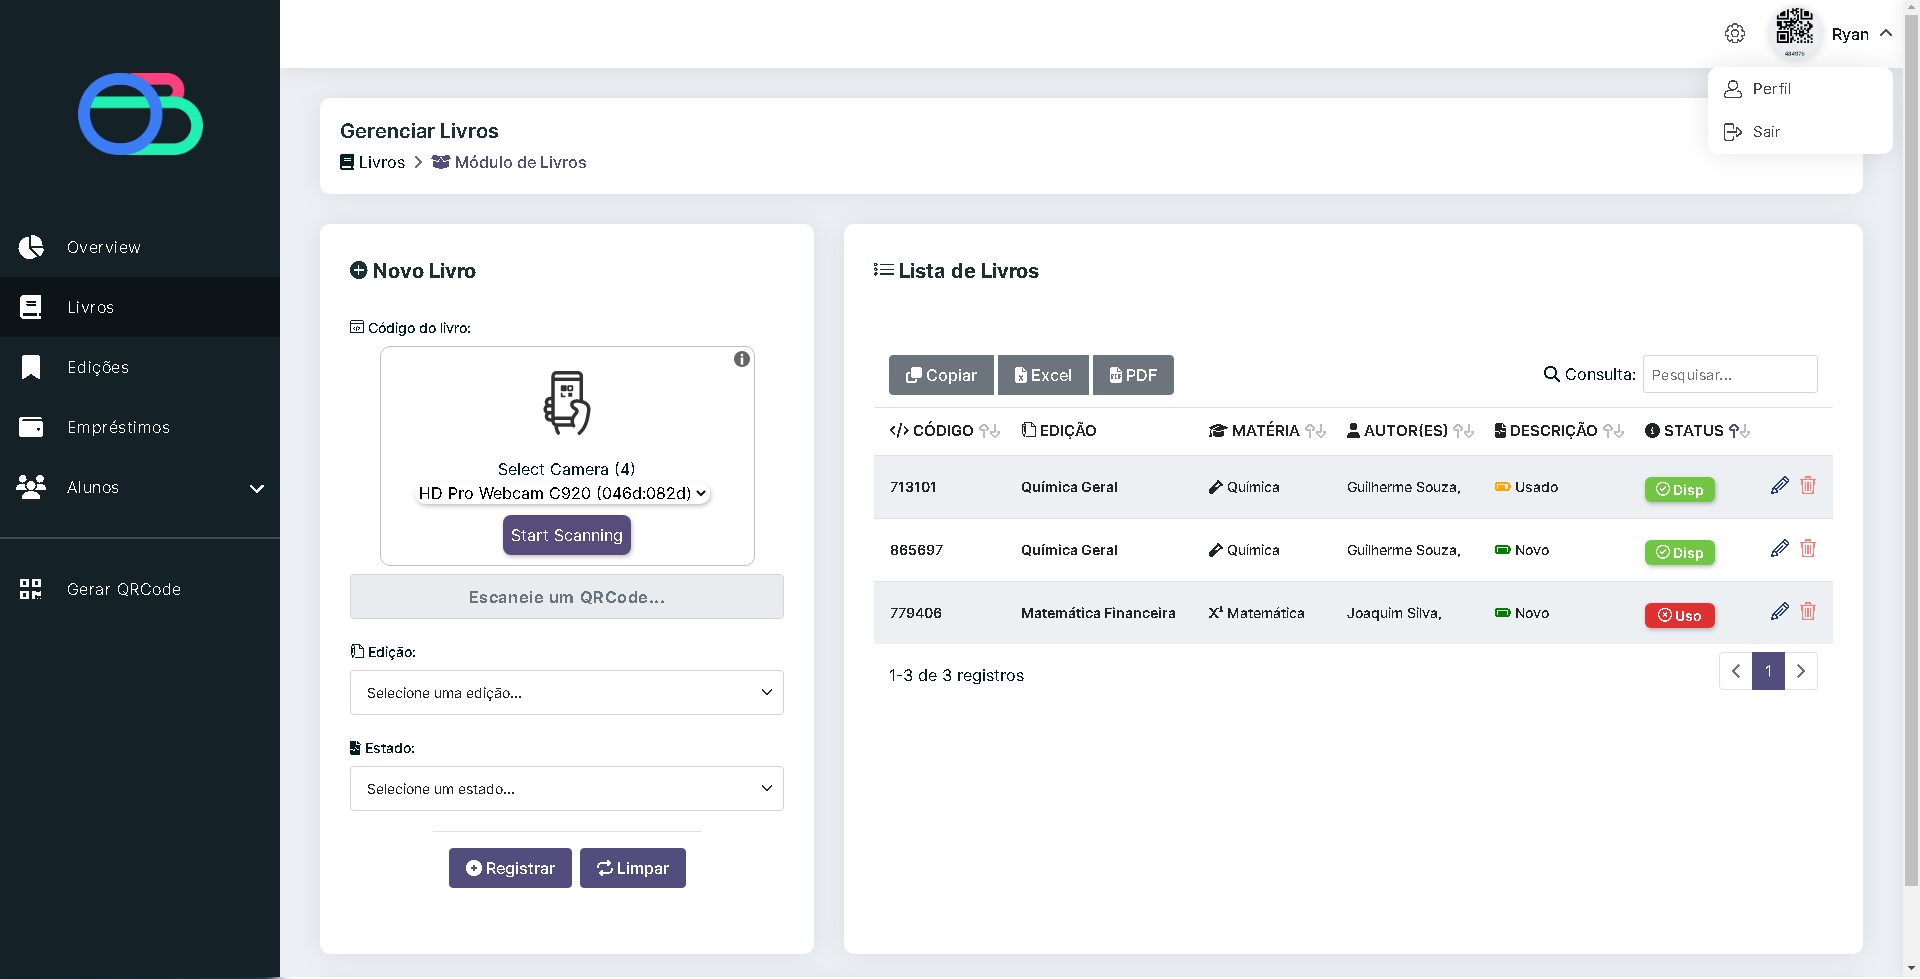 Ryan
Perfil
Sair
Gerenciar Livros
Livros > Módulo de Livros
Overview
Livros
Edições
Empréstimos
Alunos
Gerar QRCode
Novo Livro
Código do livro:
Select Camera (4)
HD Pro Webcam C920 (046d:082d)
Start Scanning
Escaneie um QRCode...
Edição:
Selecione uma edição...
Estado:
Selecione um estado...
Registrar Limpar
Lista de Livros
Copiar Excel PDF Consulta: Pesquisar...
</> CÓDIGO EDIÇÃO MATÉRIA AUTOR(ES) DESCRIÇÃO STATUS
713101 Química Geral Química Guilherme Souza, Usado Disp
865697 Química Geral Química Guilherme Souza, Novo Disp
779406 Matemática Financeira X¹ Matemática Joaquim Silva, Novo Uso
1-3 de 3 registros
1